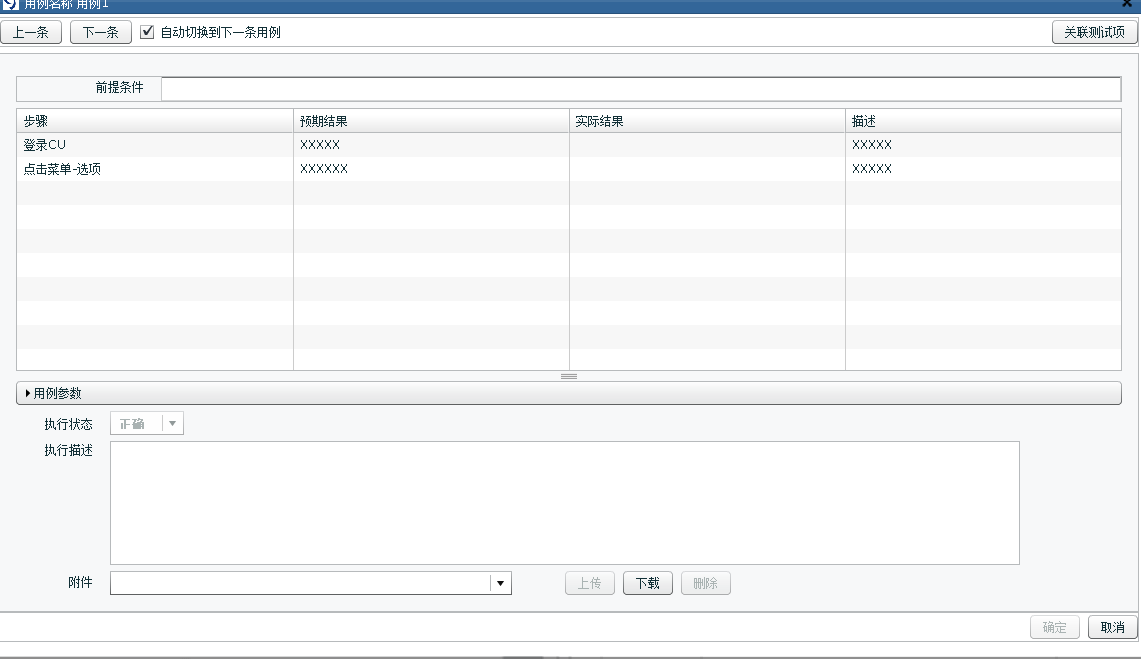 用例名称 用例1
上一条 下一条 自动切换到下一条用例 关联测试项
前提条件
步骤 预期结果 实际结果 描述
登录CU XXXXX XXXXX
点击菜单-选项 XXXXXX XXXXX
用例参数
执行状态 正确
执行描述
附件 上传 下载 删除
确定 取消